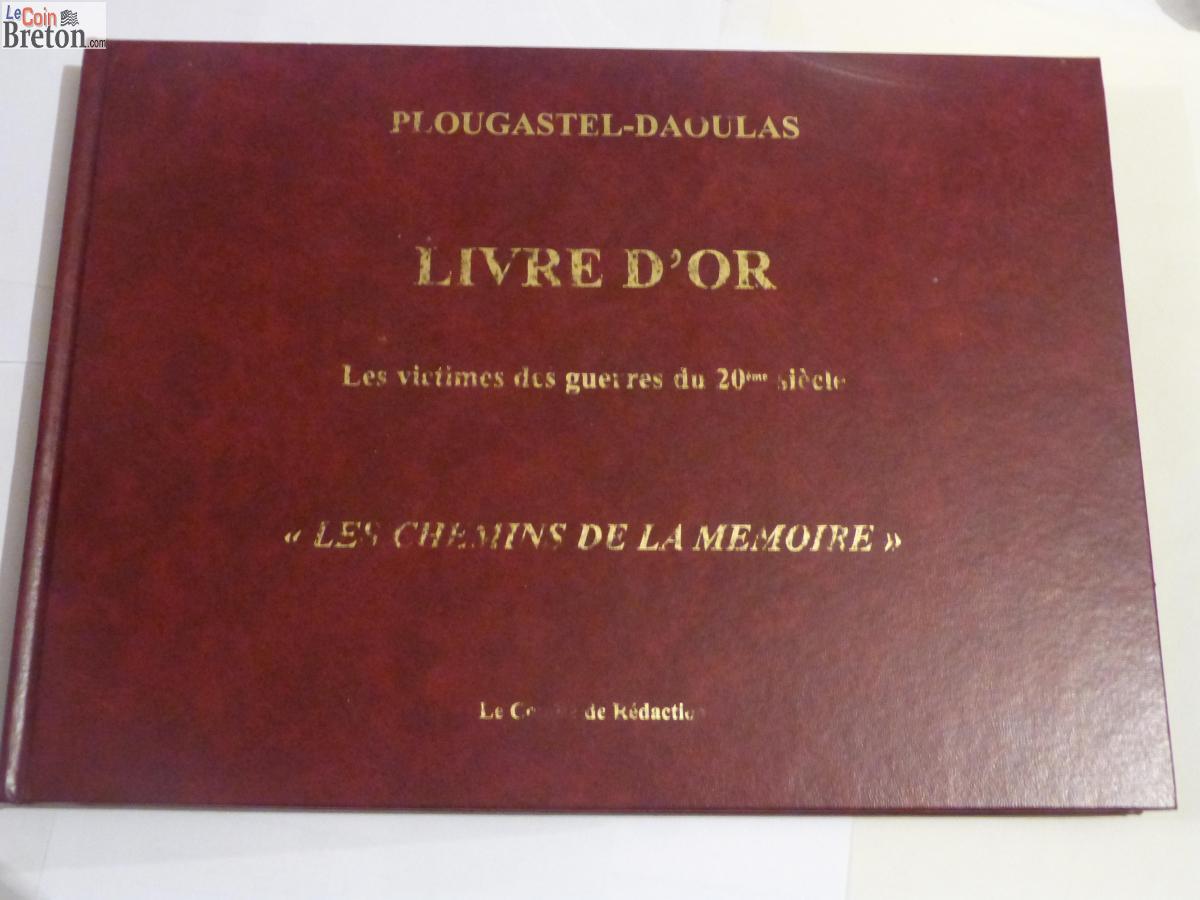 LeCoin
Breton.com
PLOUGASTEL-DAOULAS
LIVRE D'OR
Les victimes des guerres du 20ème siècle
« LES CHEMINS DE LA MEMOIRE »
Le Comité de Rédaction